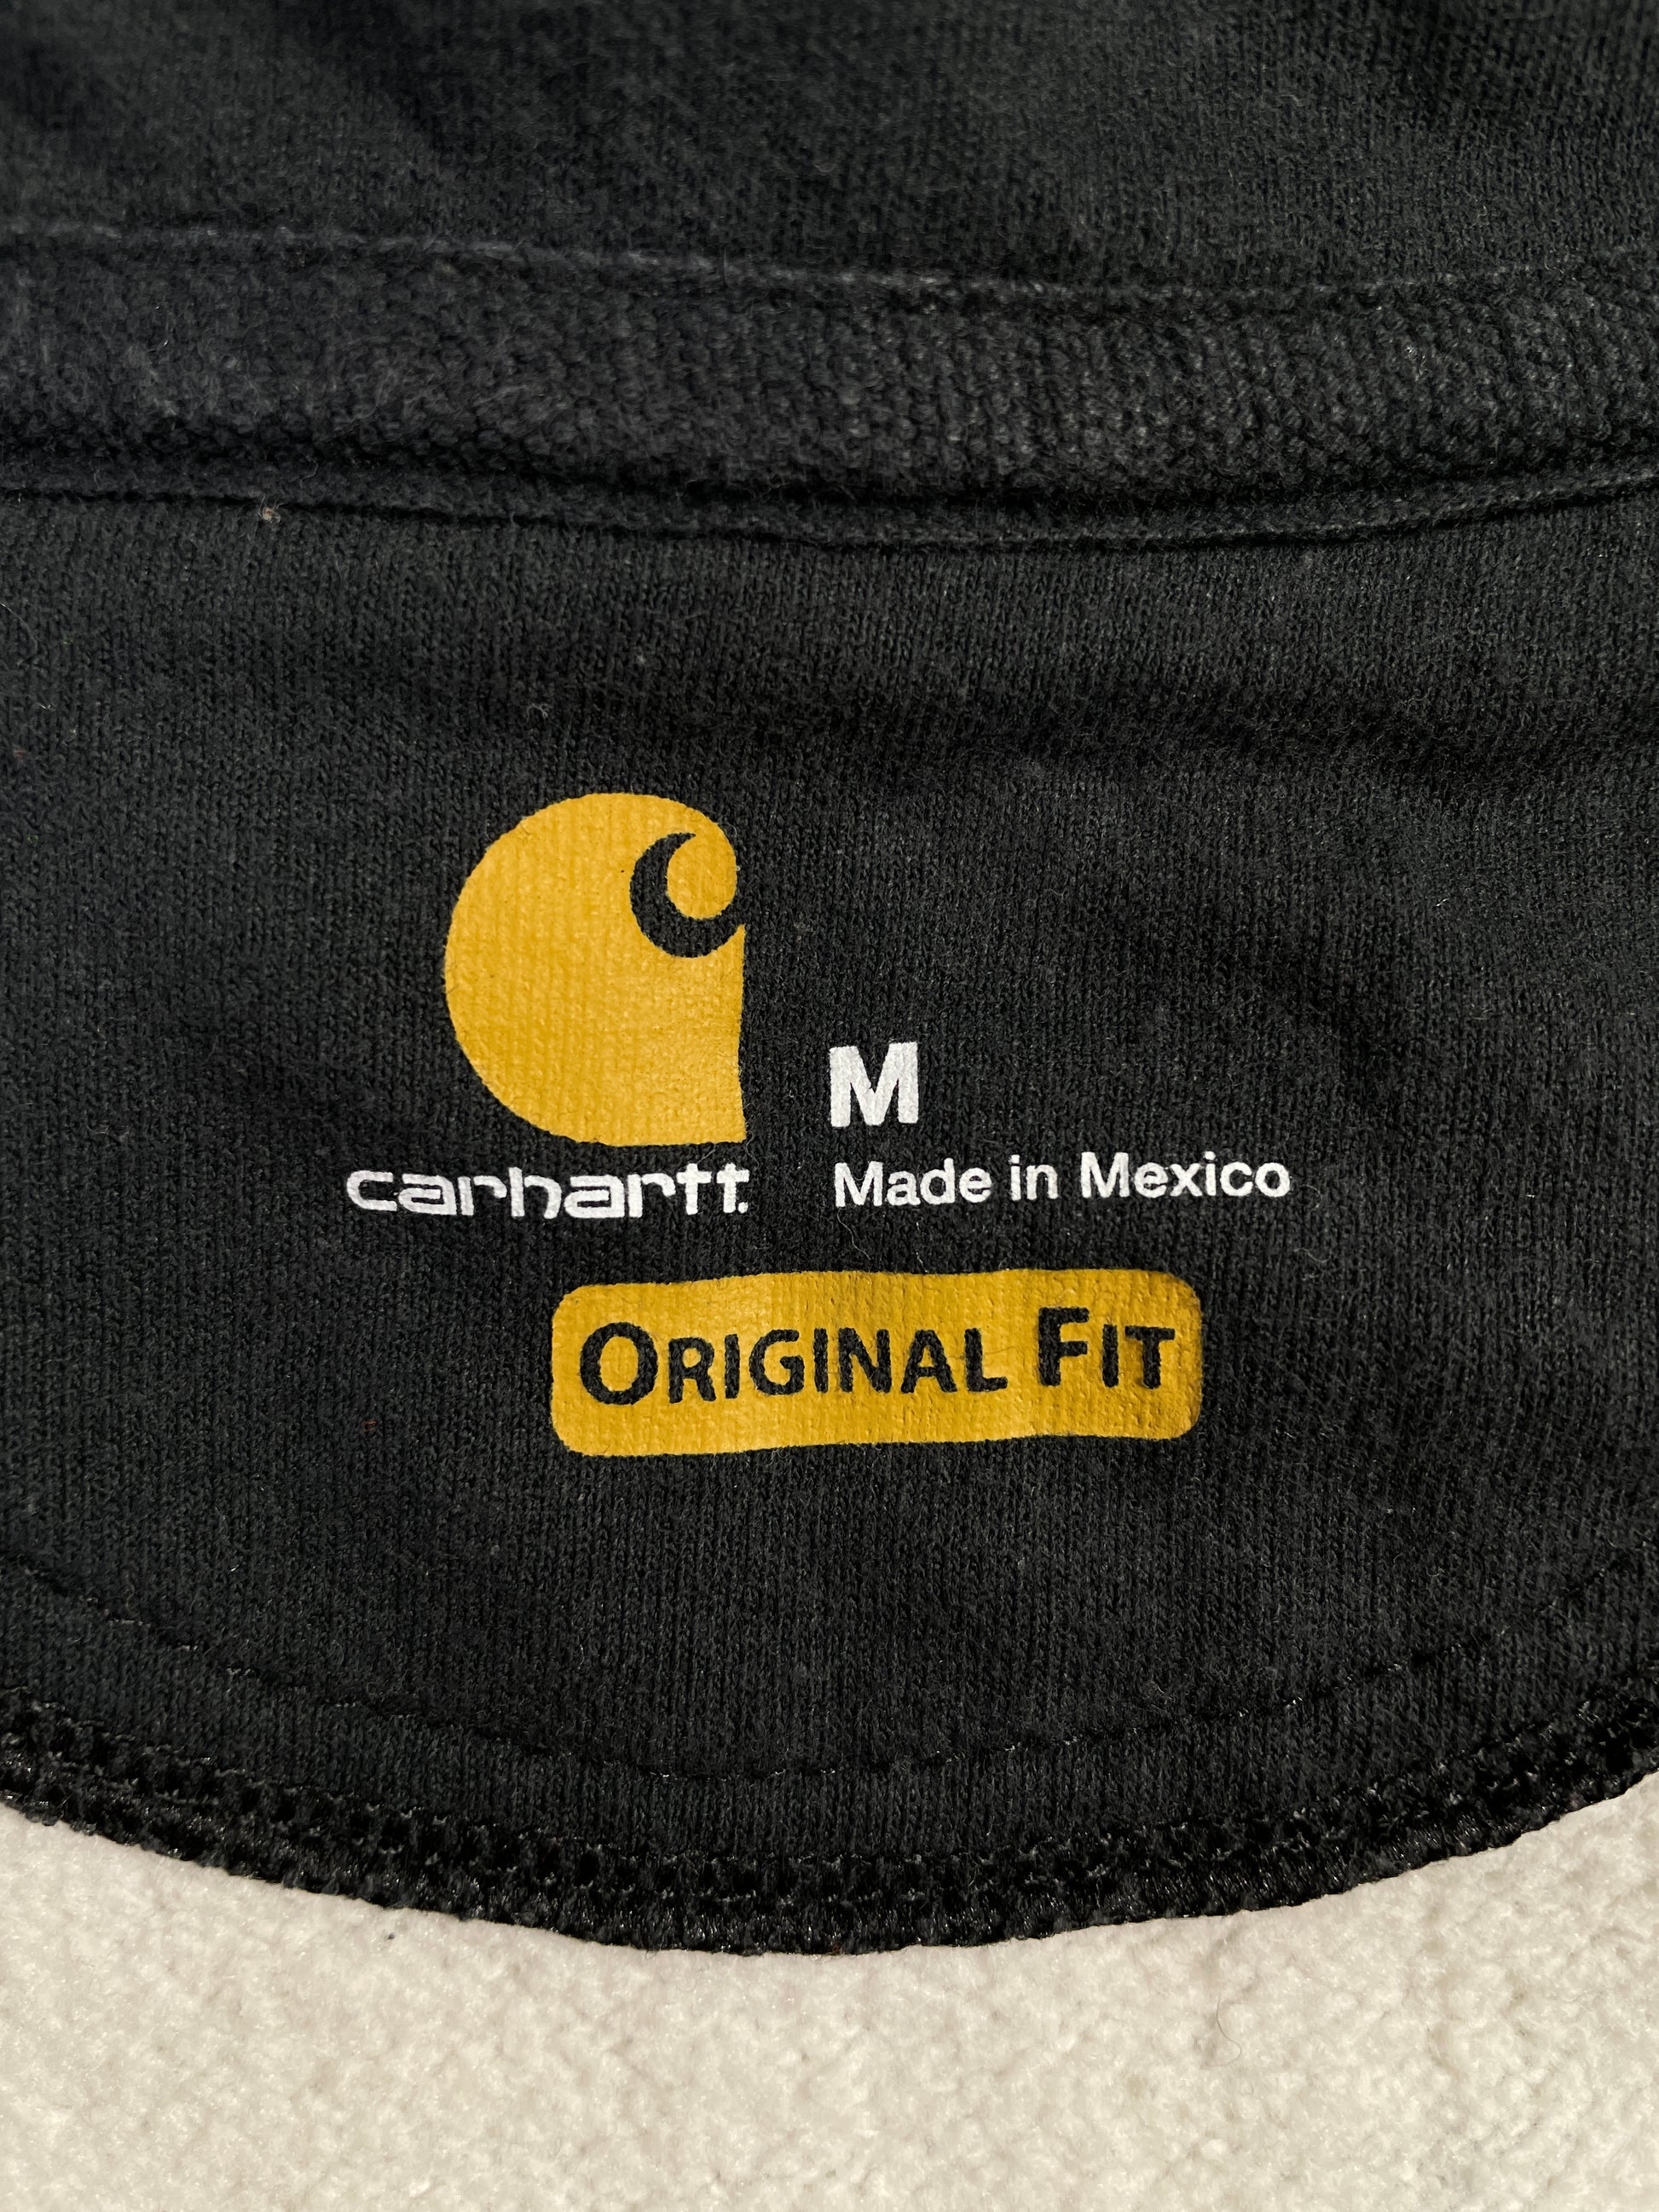 M
carhartt.
Made in Mexico
ORIGINAL FIT